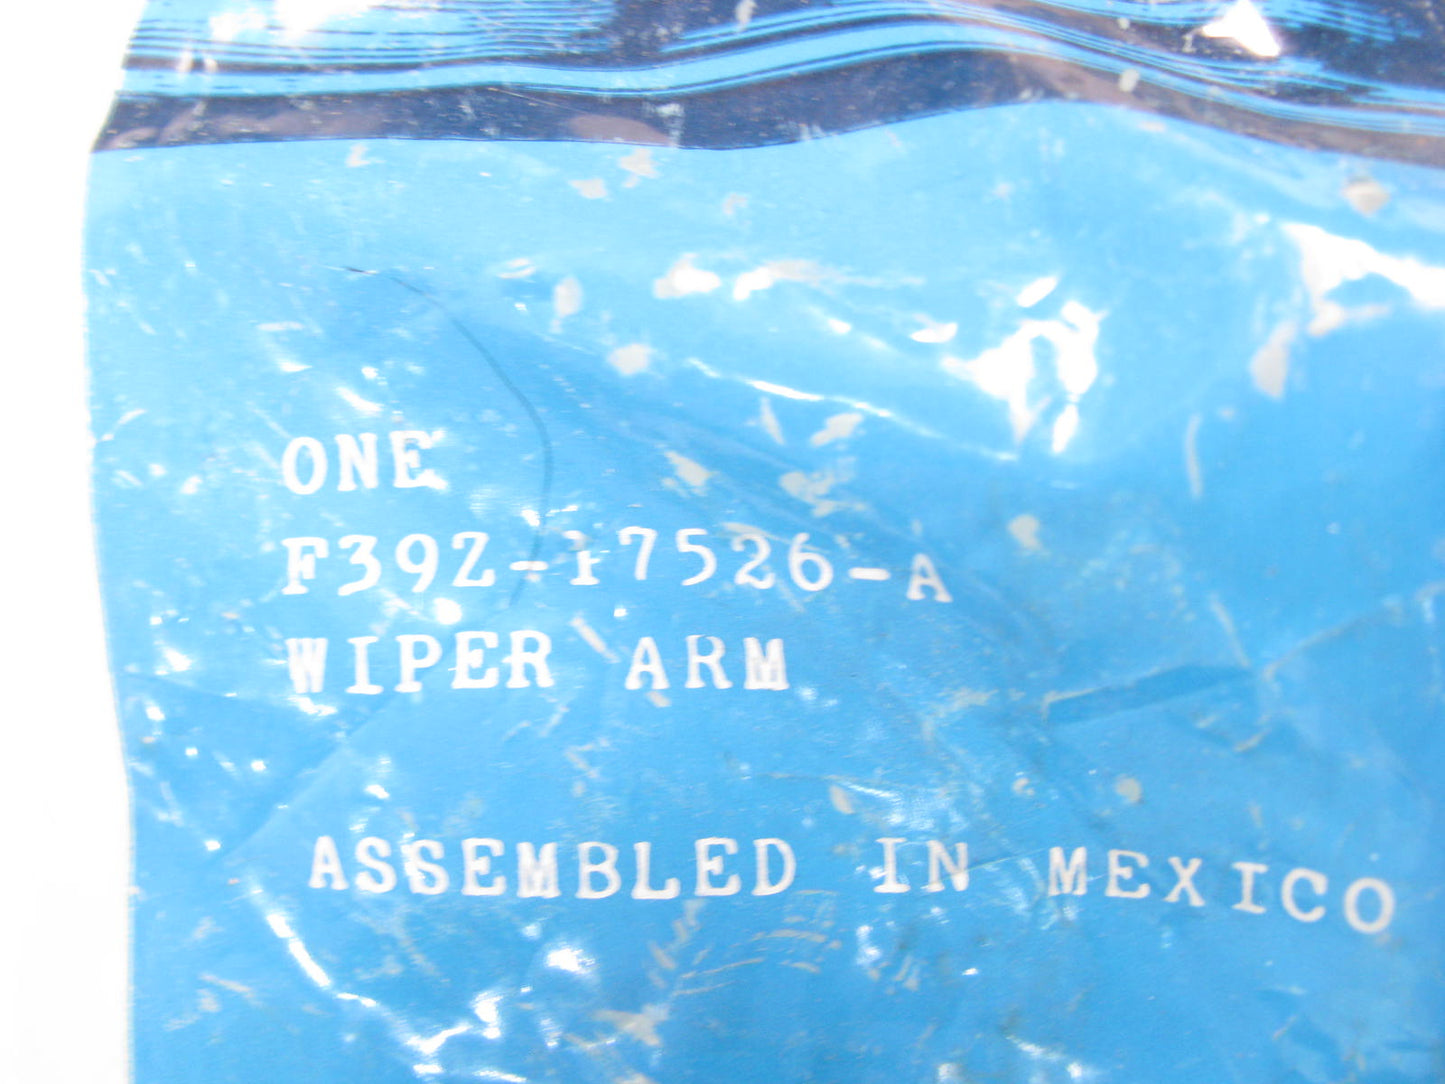 ONE
F39Z-17526-A
WIPER ARM
ASSEMBLED IN MEXICO